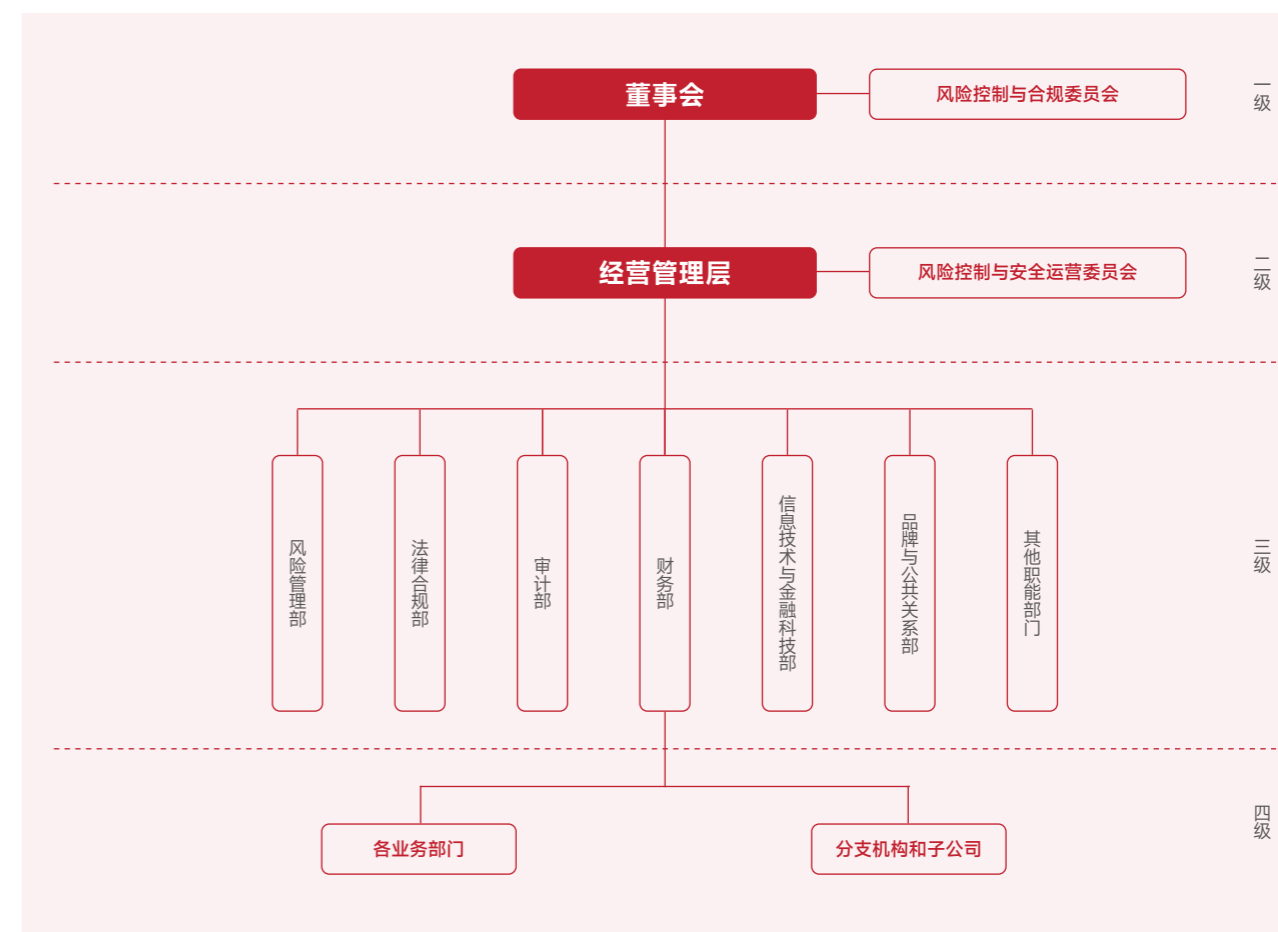 董事会
风险控制与合规委员会
一级
经营管理层
风险控制与安全运营委员会
二级
风险管理部
法律合规部
审计部
财务部
信息技术与金融科技部
品牌与公共关系部
其他职能部门
三级
各业务部门
分支机构和子公司
四级